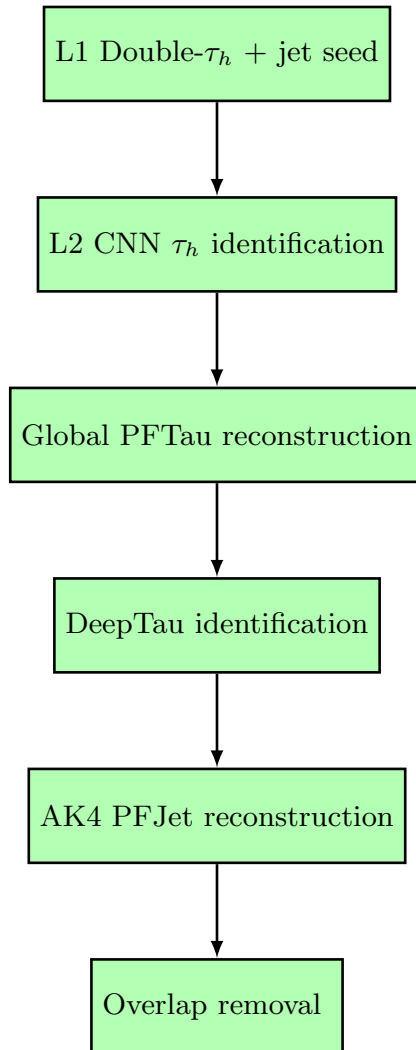 L1 Double-τₕ + jet seed
L2 CNN τₕ identification
Global PFTau reconstruction
DeepTau identification
AK4 PFJet reconstruction
Overlap removal